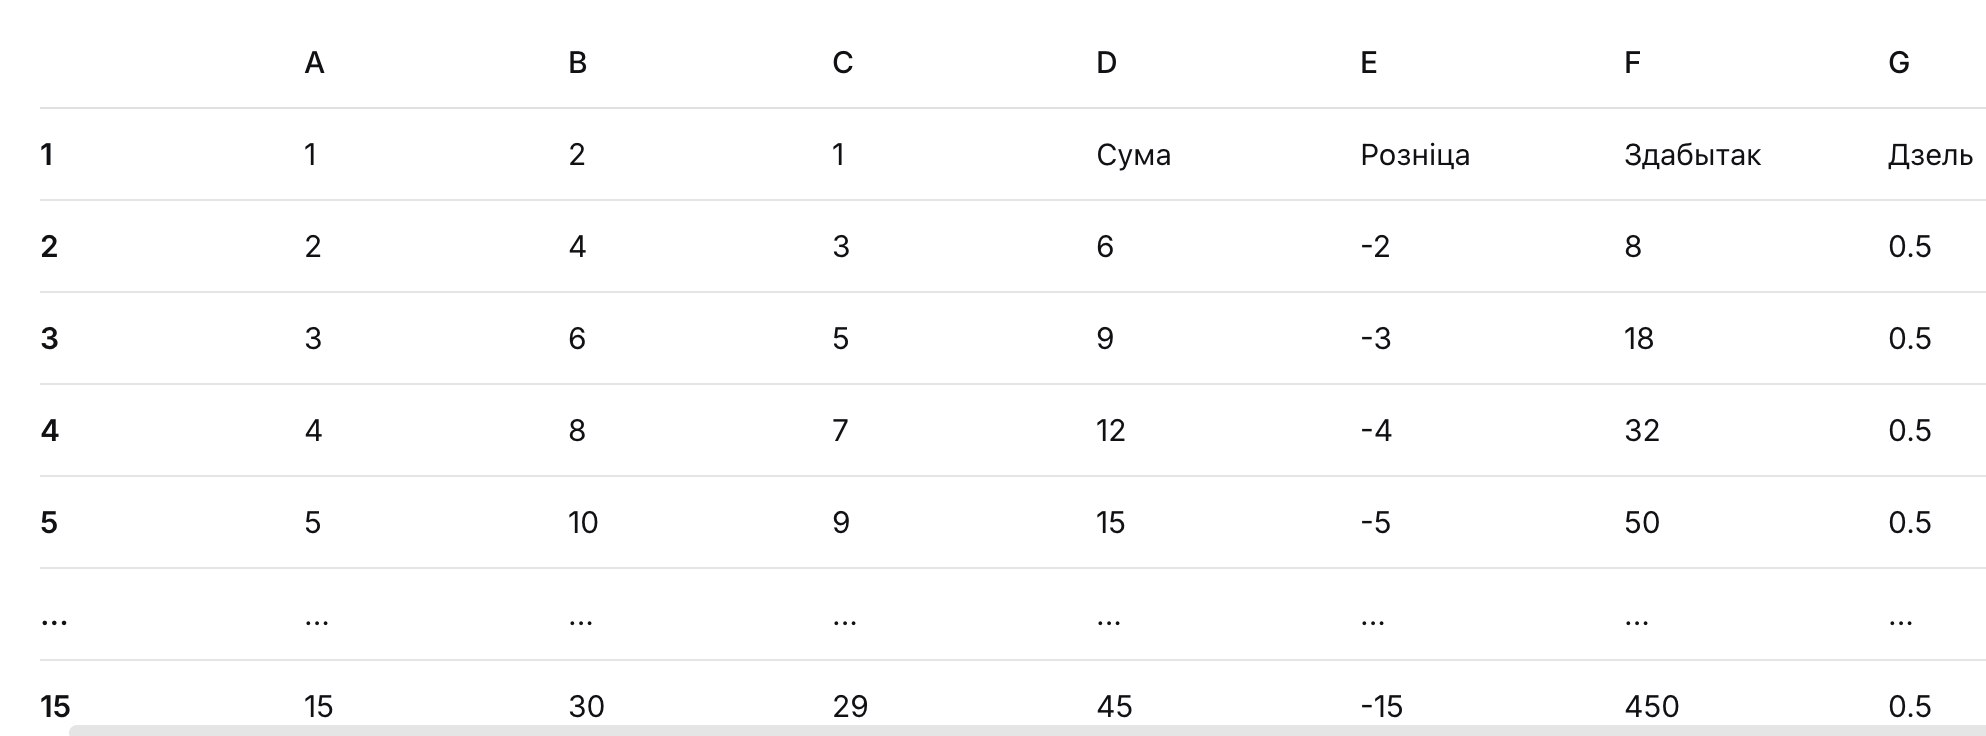 A B C D E F G
1 1 2 1 Сума Розніца Здабытак Дзель
2 2 4 3 6 -2 8 0.5
3 3 6 5 9 -3 18 0.5
4 4 8 7 12 -4 32 0.5
5 5 10 9 15 -5 50 0.5
... ... ... ... ... ... ... ...
15 15 30 29 45 -15 450 0.5